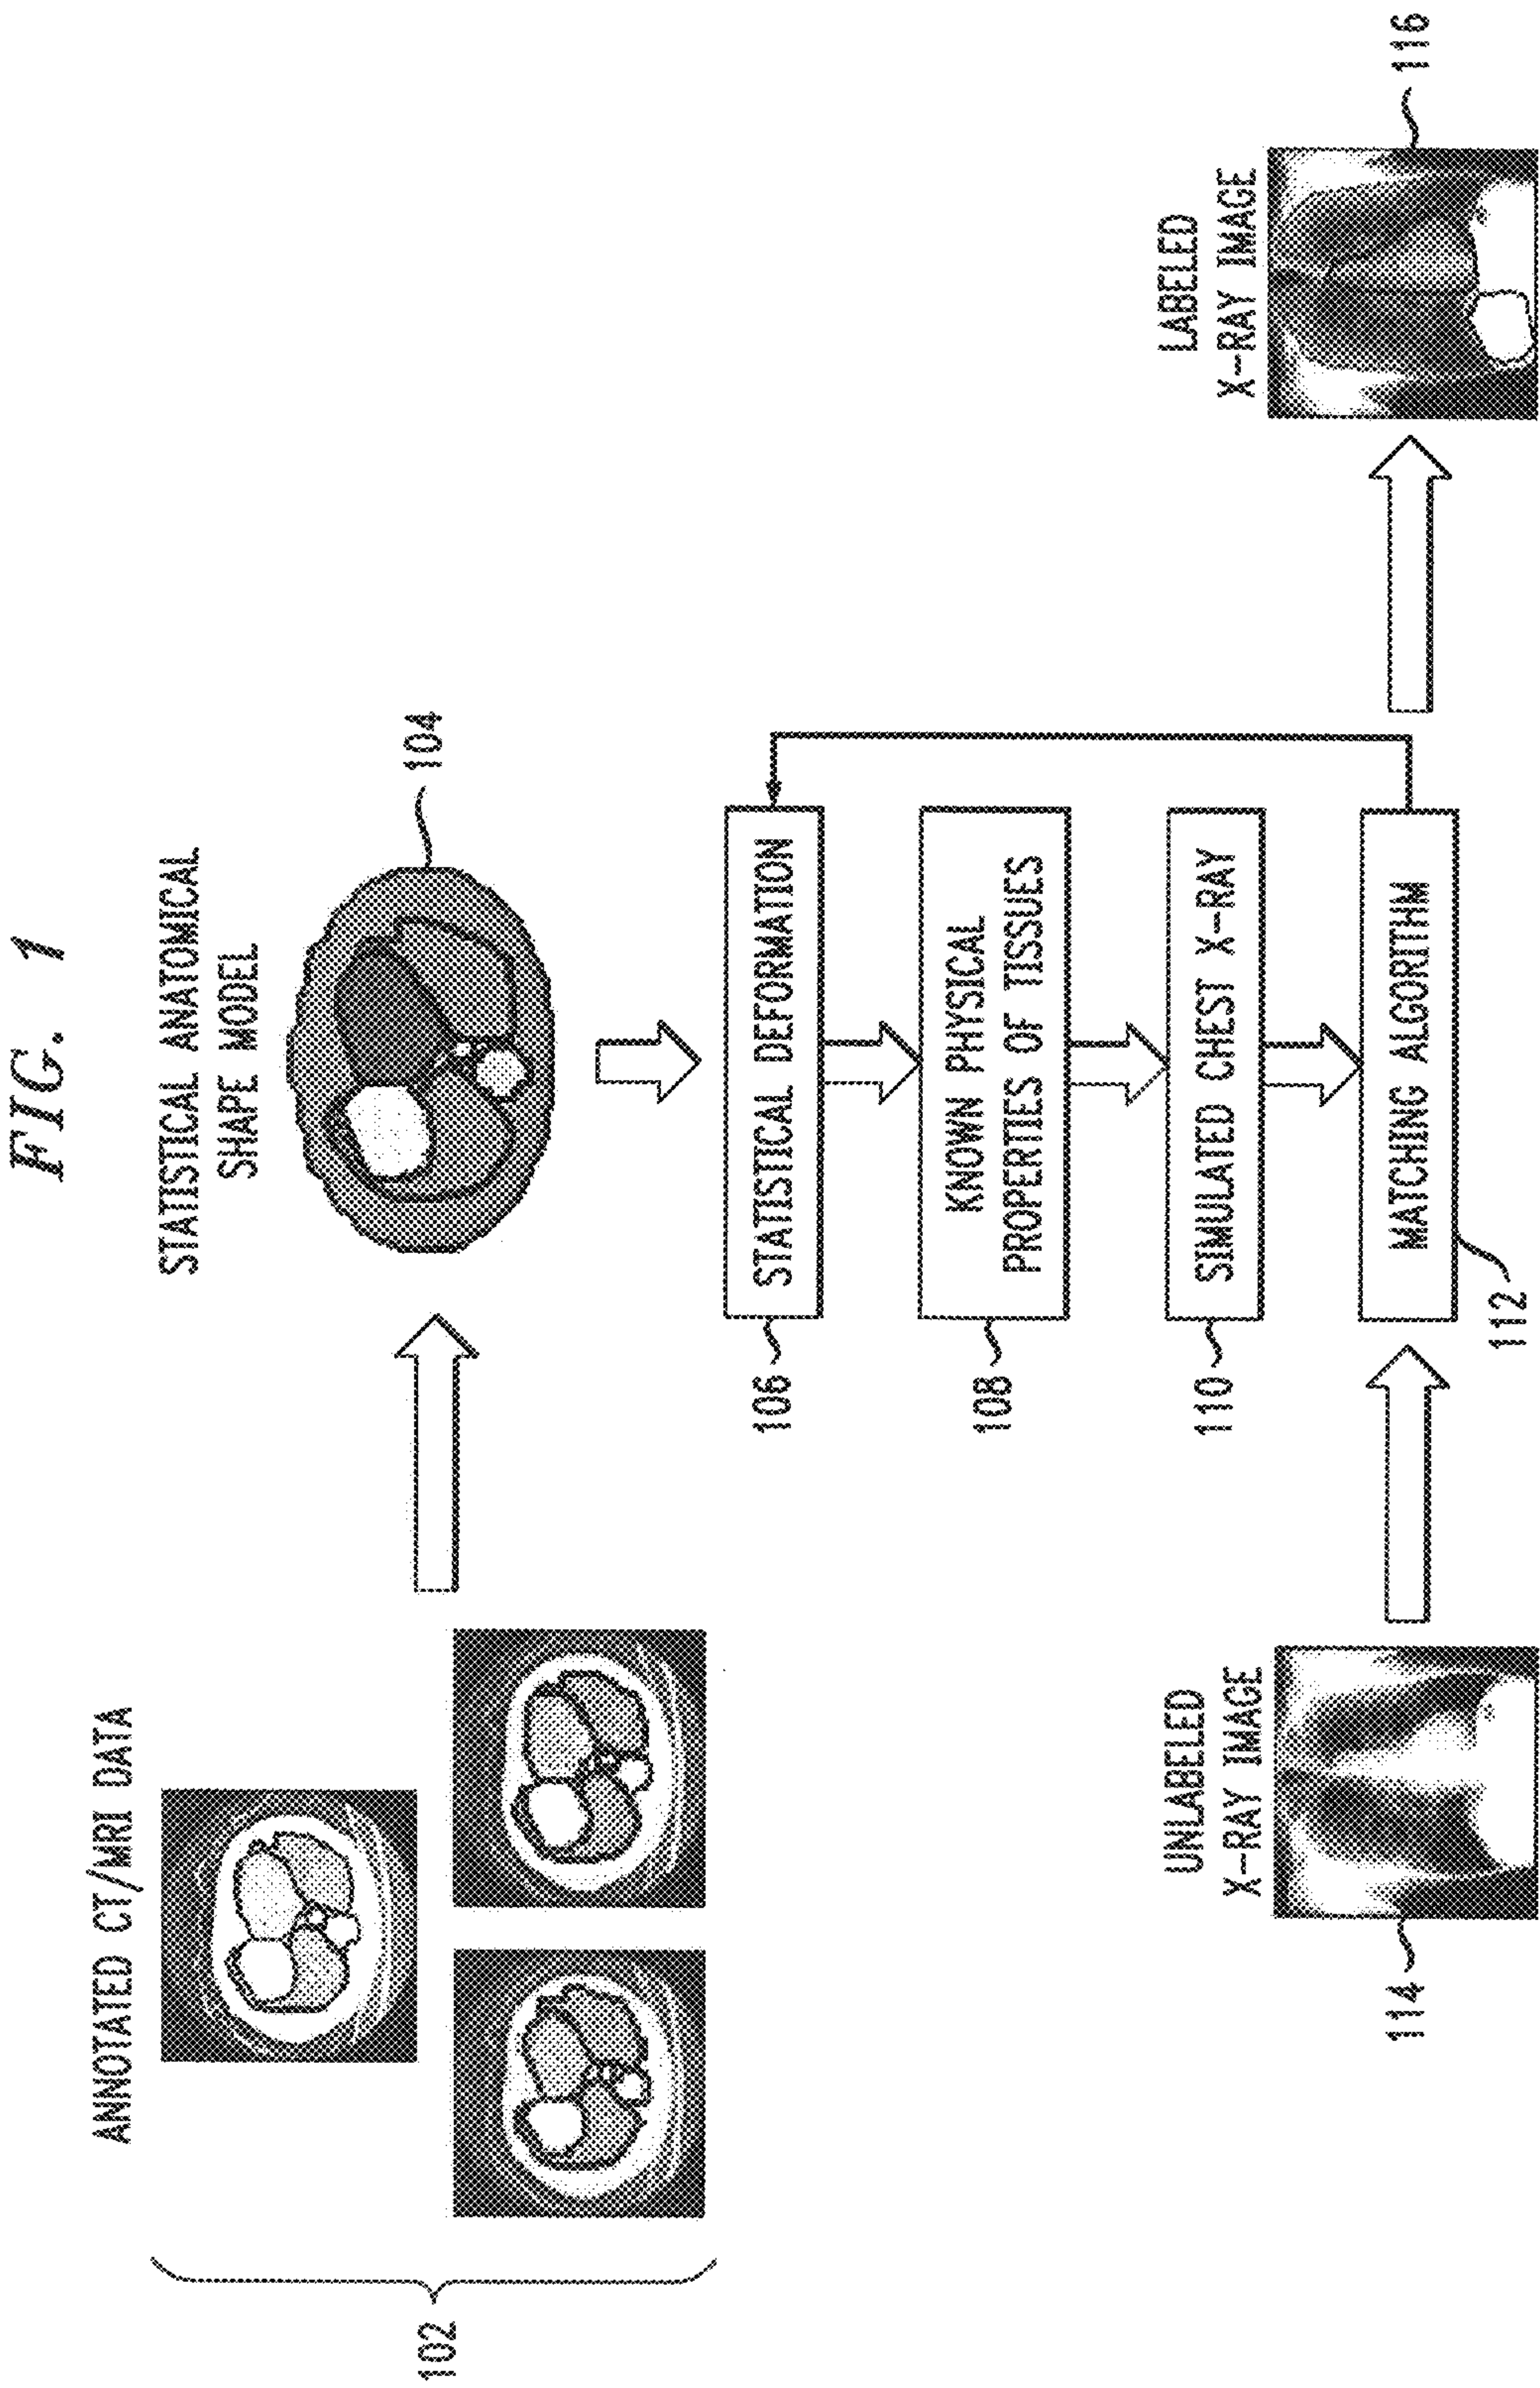 FIG. 1
ANNOTATED CT/MRI DATA
102
STATISTICAL ANATOMICAL
SHAPE MODEL
104
106
STATISTICAL DEFORMATION
108
KNOWN PHYSICAL
PROPERTIES OF TISSUES
110
SIMULATED CHEST X-RAY
MATCHING ALGORITHM
112
UNLABELED
X-RAY IMAGE
114
LABELED
X-RAY IMAGE
116